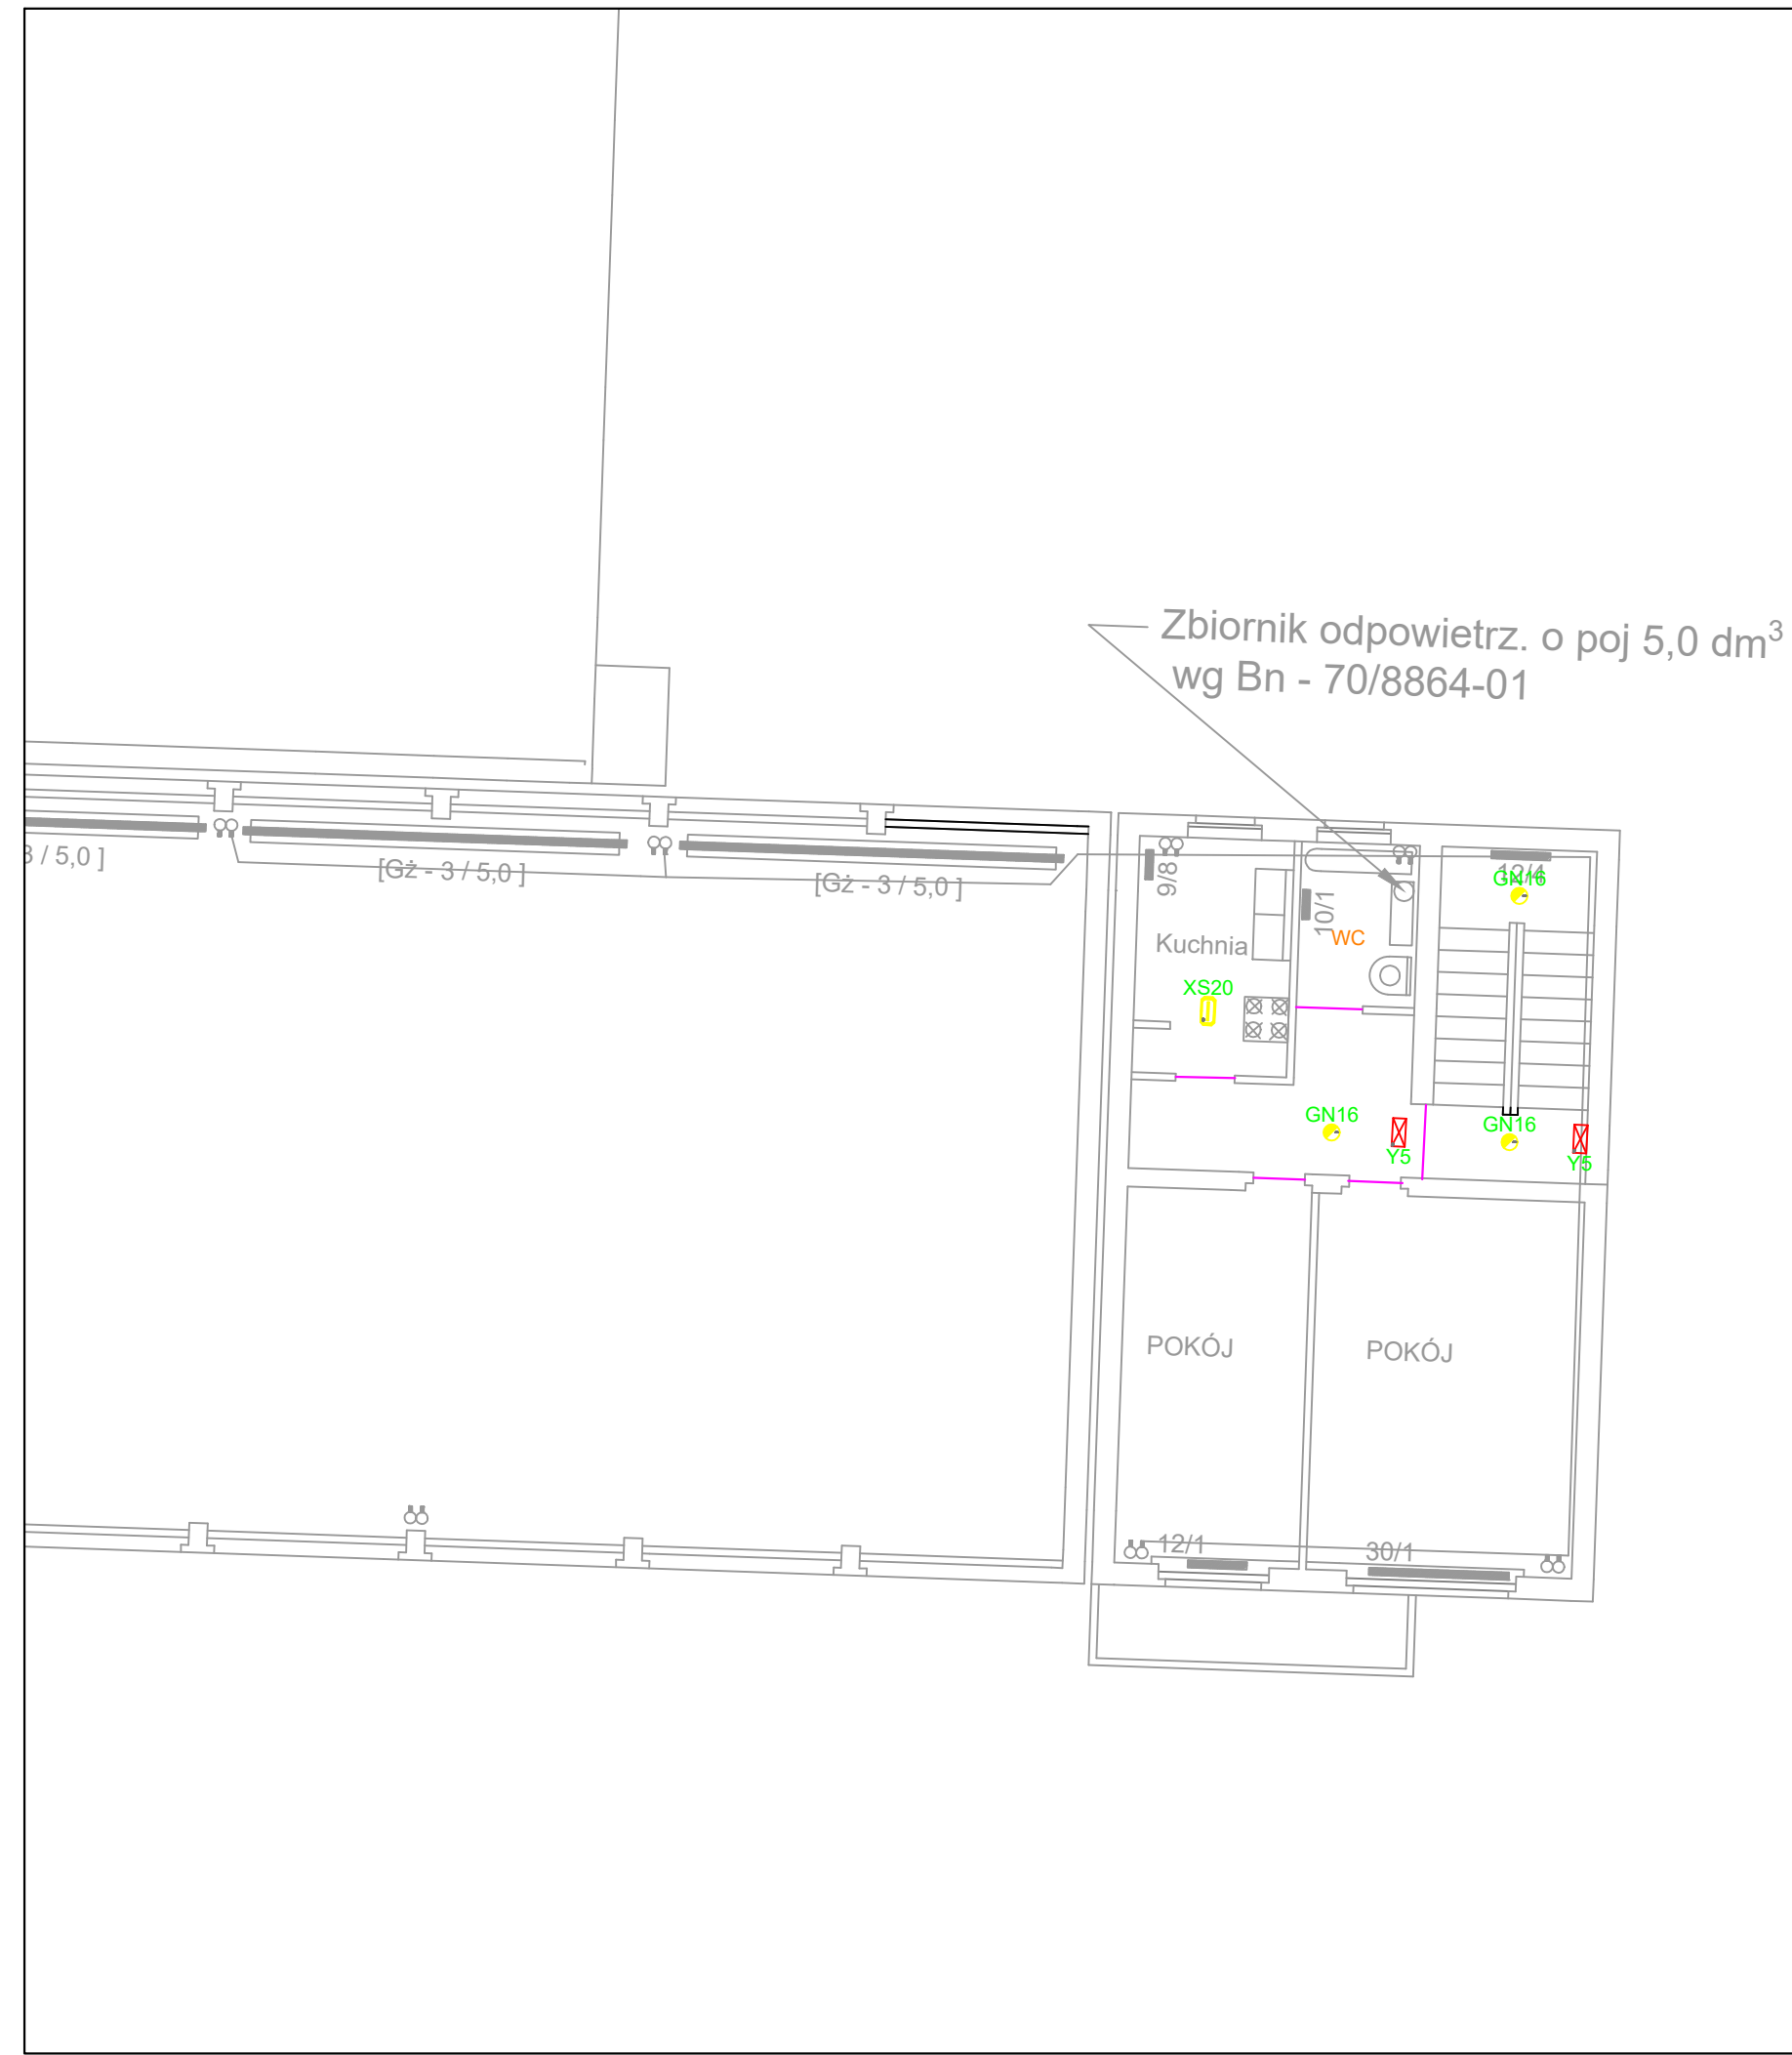 Zbiornik odpowietrz. o poj 5,0 dm³
wg Bn - 70/8864-01
3 / 5,0 ]
[Gż - 3 / 5,0 ]
[Gż - 3 / 5,0 ]
9/8
10/1
12/4
GN16
Kuchnia
WC
XS20
GN16
Y5
GN16
Y5
POKÓJ
POKÓJ
12/1
30/1